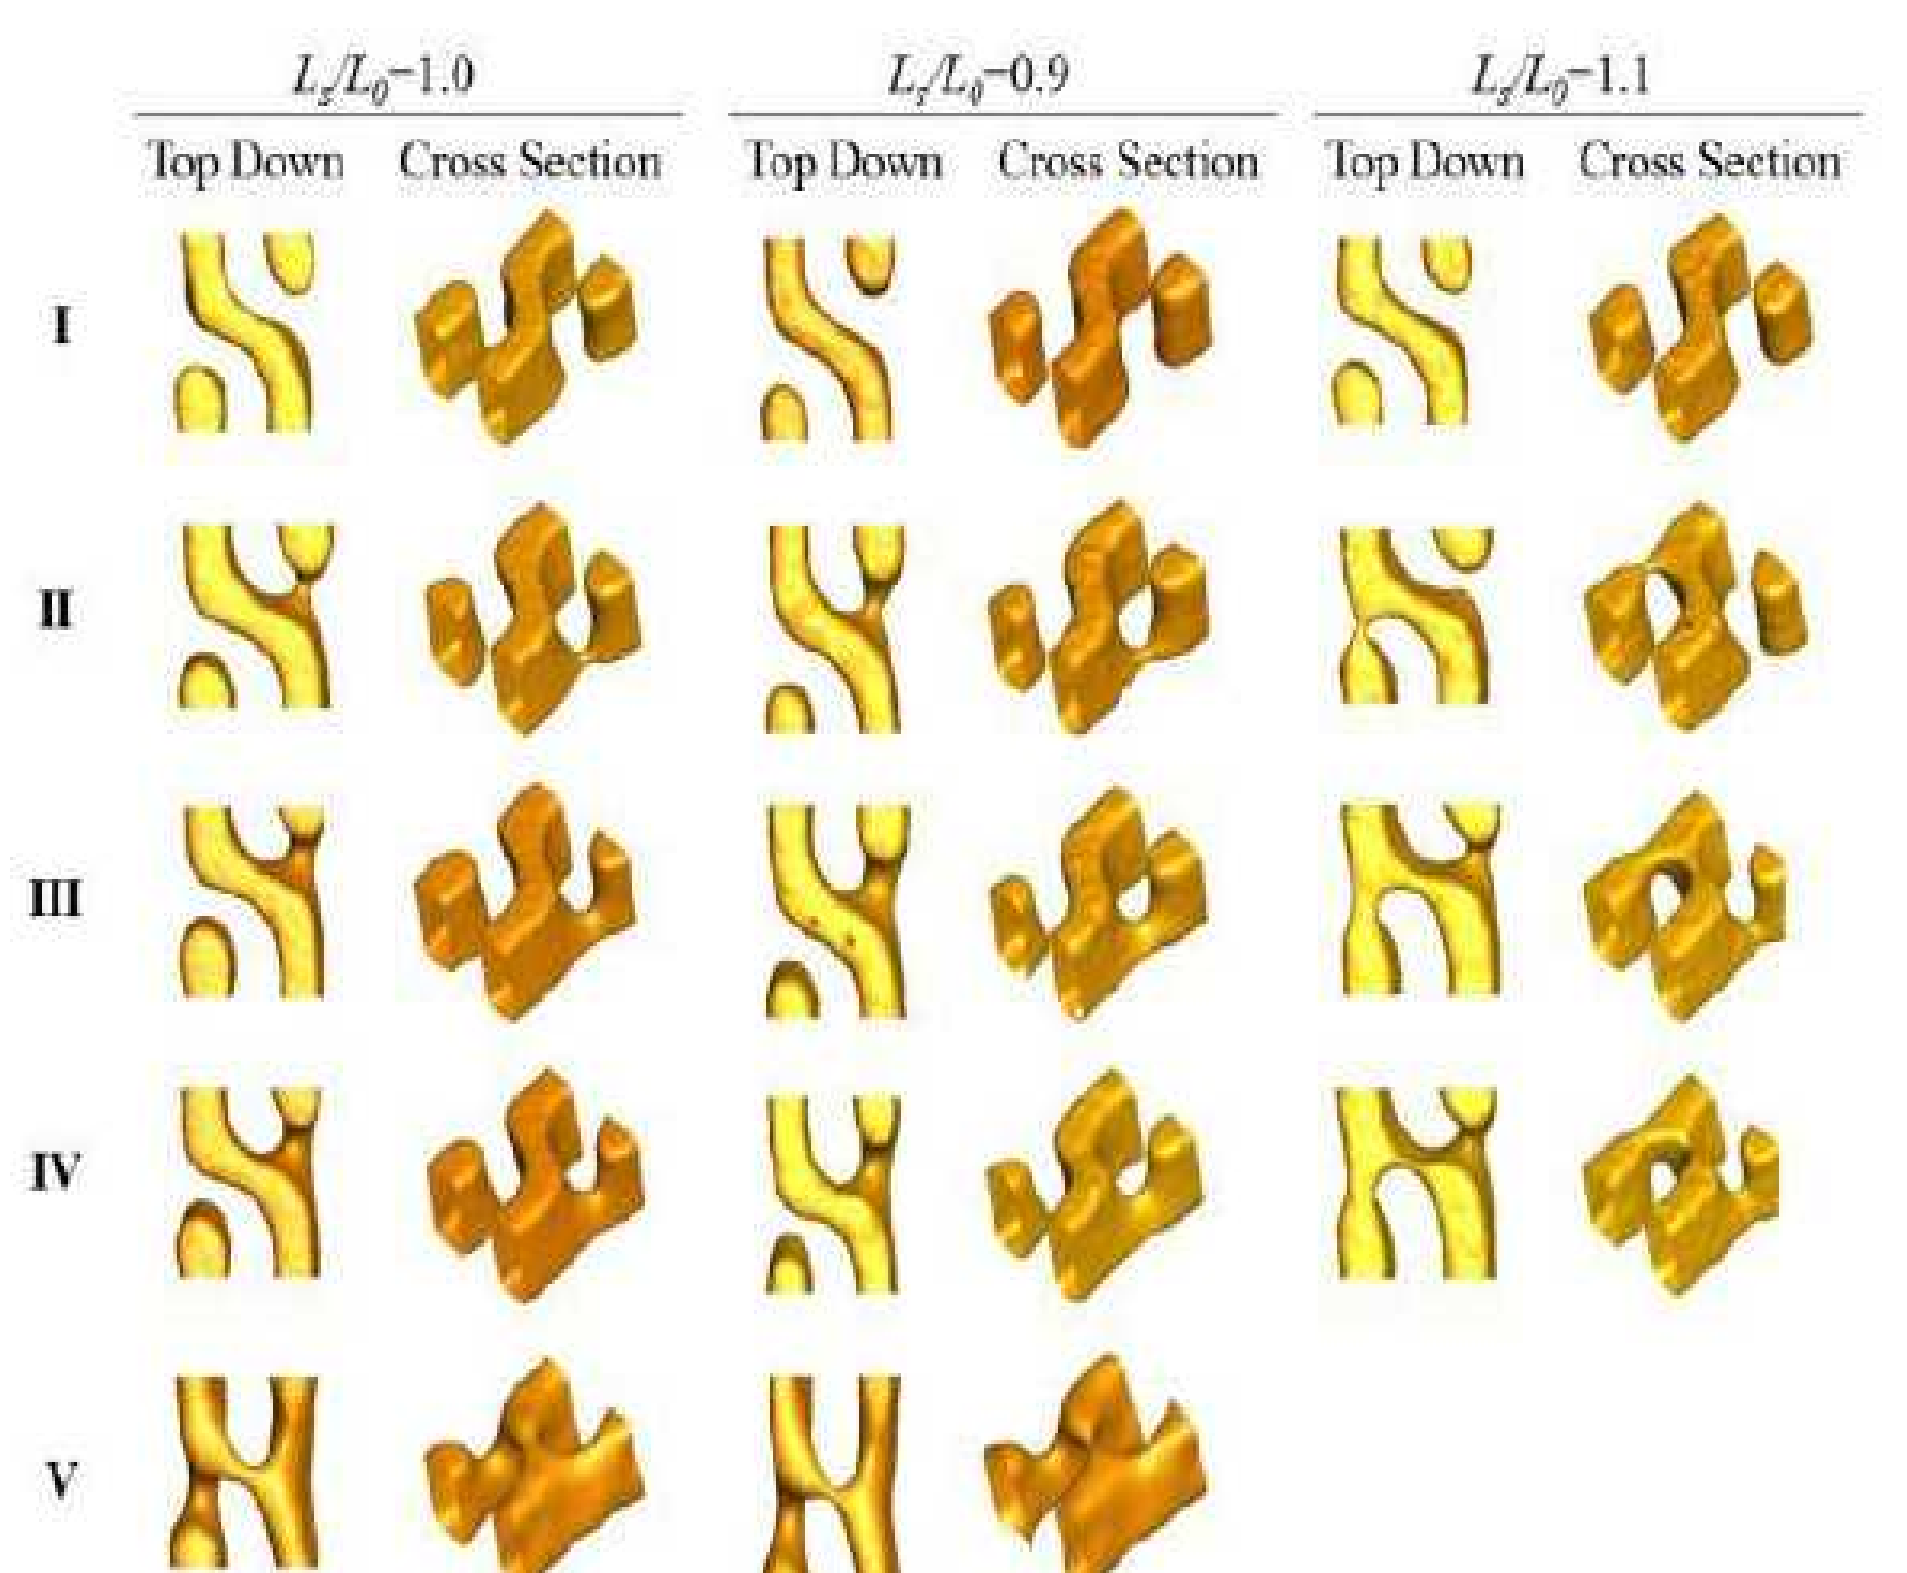 Ls/L0=1.0 Ls/L0=0.9 Ls/L0=1.1
Top Down Cross Section Top Down Cross Section Top Down Cross Section
I
II
III
IV
V